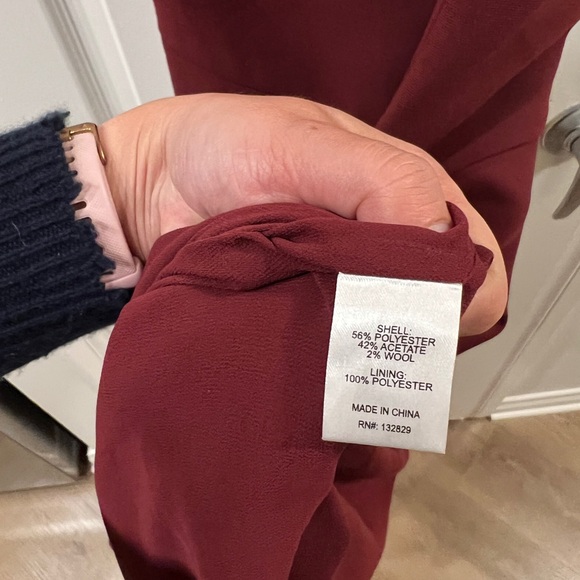 SHELL:
56% POLYESTER
42% ACETATE
2% WOOL
LINING:
100% POLYESTER
MADE IN CHINA
RN#: 132829